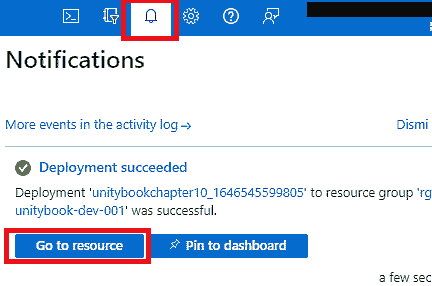 Notifications
More events in the activity log →
Dismi
Deployment succeeded
Deployment 'unitybookchapter10_1646545599805' to resource group 'rg
unitybook-dev-001' was successful.
Go to resource
Pin to dashboard
a few sec